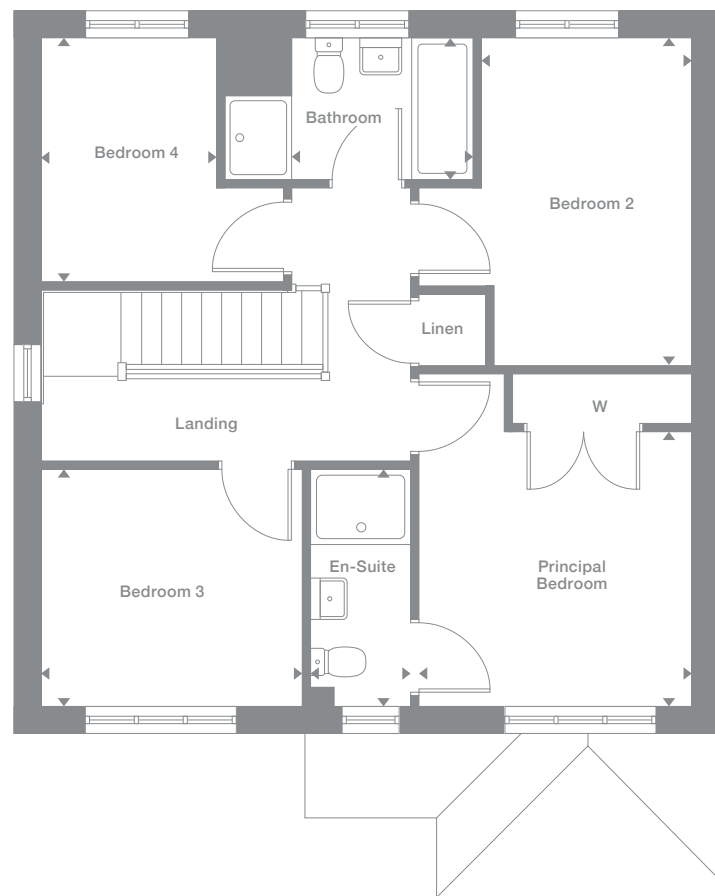 Bathroom
Bedroom 4
Bedroom 2
Linen
W
Landing
En-Suite
Principal
Bedroom
Bedroom 3